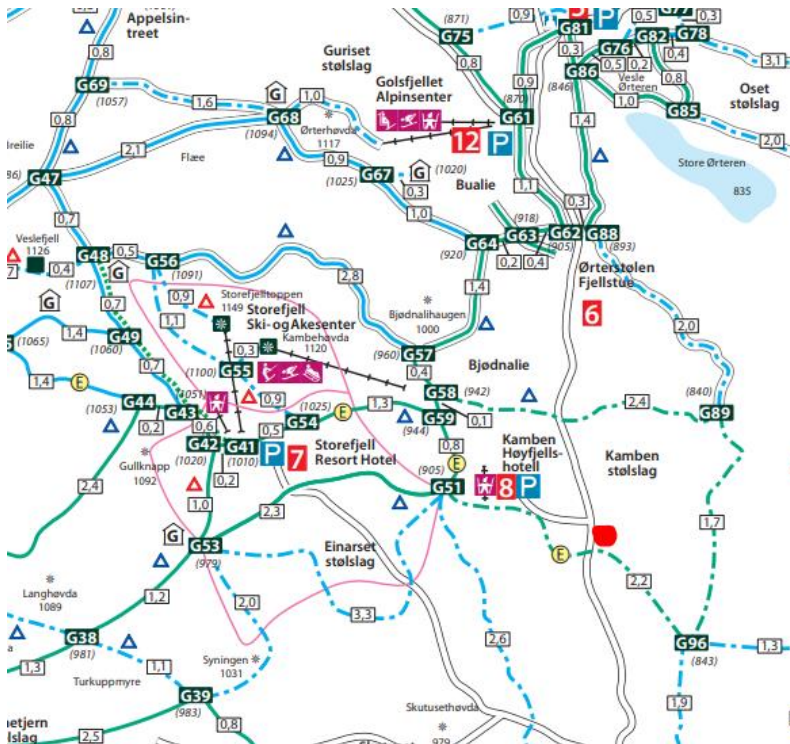 Appelsin-
treet
0,8
G69
(1057)
1,6
G
1,0
G68
(1094)
Ørterhøvda
1117
Guriset
stølslag
Golsfjellet
Alpinsenter
12
P
(871)
G75
0,8
0,9
5
P
G81
0,3
0,5
G77
0,3
G82
G78
G76
0,5
0,2
0,4
3,1
G86
(846)
Vesle
Ørteren
0,8
1,0
G85
Oset
stølslag
2,0
0,9
(870)
G61
1,4
Store Ørteren
835
0,8
2,1
Flæe
G47
0,9
G67
(1025)
G
(1020)
0,3
Bualie
1,1
1,0
0,7
Veslefjell
1126
0,4
G48
(1107)
0,5
G
G56
(1091)
2,8
(918)
G64
(920)
G63
0,2
0,4
G62
(905)
0,3
G88
(893)
Ørterstølen
Fjellstue
6
G
0,7
0,9
1,1
Storefjelltoppen
1149
Storefjell
Ski- og Akesenter
Kambehøvda
1120
Bjødnalihaugen
1000
1,4
2,0
(1065)
1,4
G49
(1060)
0,7
0,3
(1100)
G55
G57
(960)
0,4
Bjødnalie
1,4
E
(1053)
G44
0,2
G43
(1051)
0,6
0,9
(1025)
G54
0,5
E
1,3
G58
(942)
G59
(944)
0,1
2,4
(840)
G89
G42
(1020)
G41
(1010)
0,2
P
7
Storefjell
Resort Hotel
0,8
(905)
E
G51
Kamben
Høyfjells-
hotell
8
P
Kamben
stølslag
Gullknapp
1092
2,4
1,0
2,3
1,7
G
G53
(979)
Einarset
stølslag
E
2,2
Langhøvda
1089
1,2
2,0
3,3
2,6
G38
(981)
1,3
1,1
Syningen
1031
G96
(843)
1,3
Turkuppmyre
G39
(983)
2,5
0,8
Skutusethøvda
979
1,9